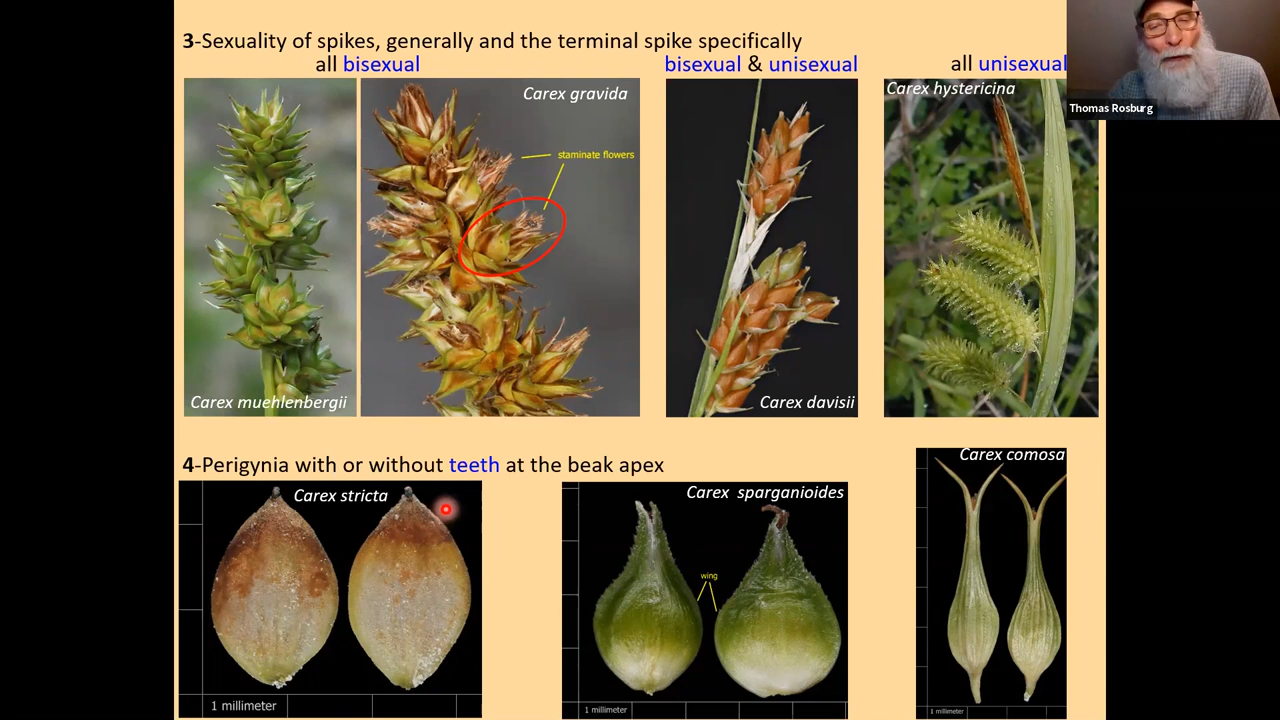 3-Sexuality of spikes, generally and the terminal spike specifically
all bisexual
bisexual & unisexual
all unisexual
Carex muehlenbergii
Carex gravida
staminate flowers
Carex davisii
Carex hystericina
Thomas Rosburg
4-Perigynia with or without teeth at the beak apex
Carex stricta
1 millimeter
Carex sparganioides
wing
1 millimeter
Carex comosa
1 millimeter